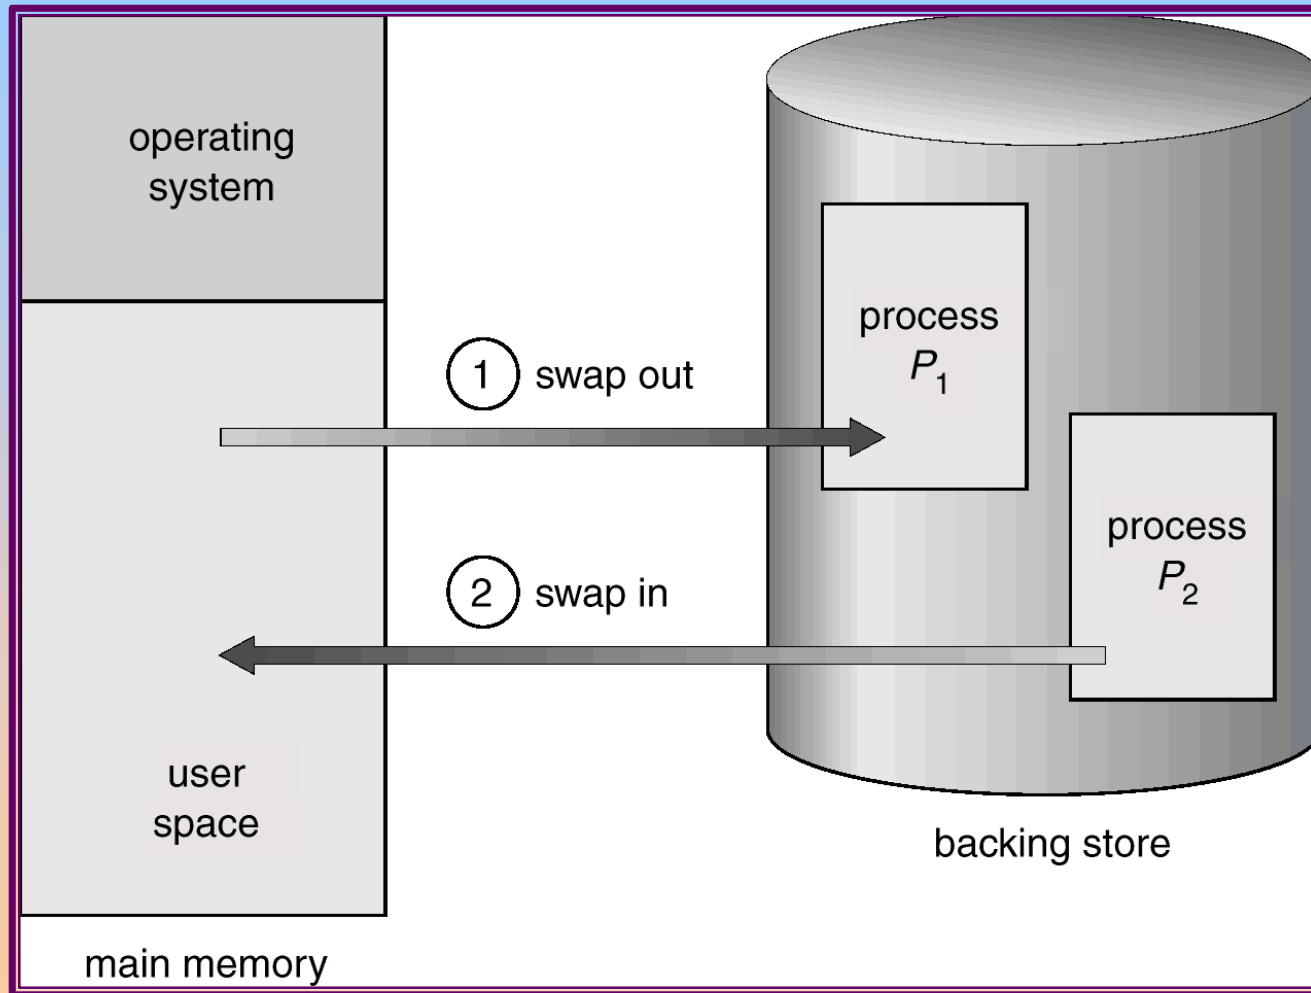 operating
system
process
P1
1 swap out
process
P2
2 swap in
user
space
backing store
main memory